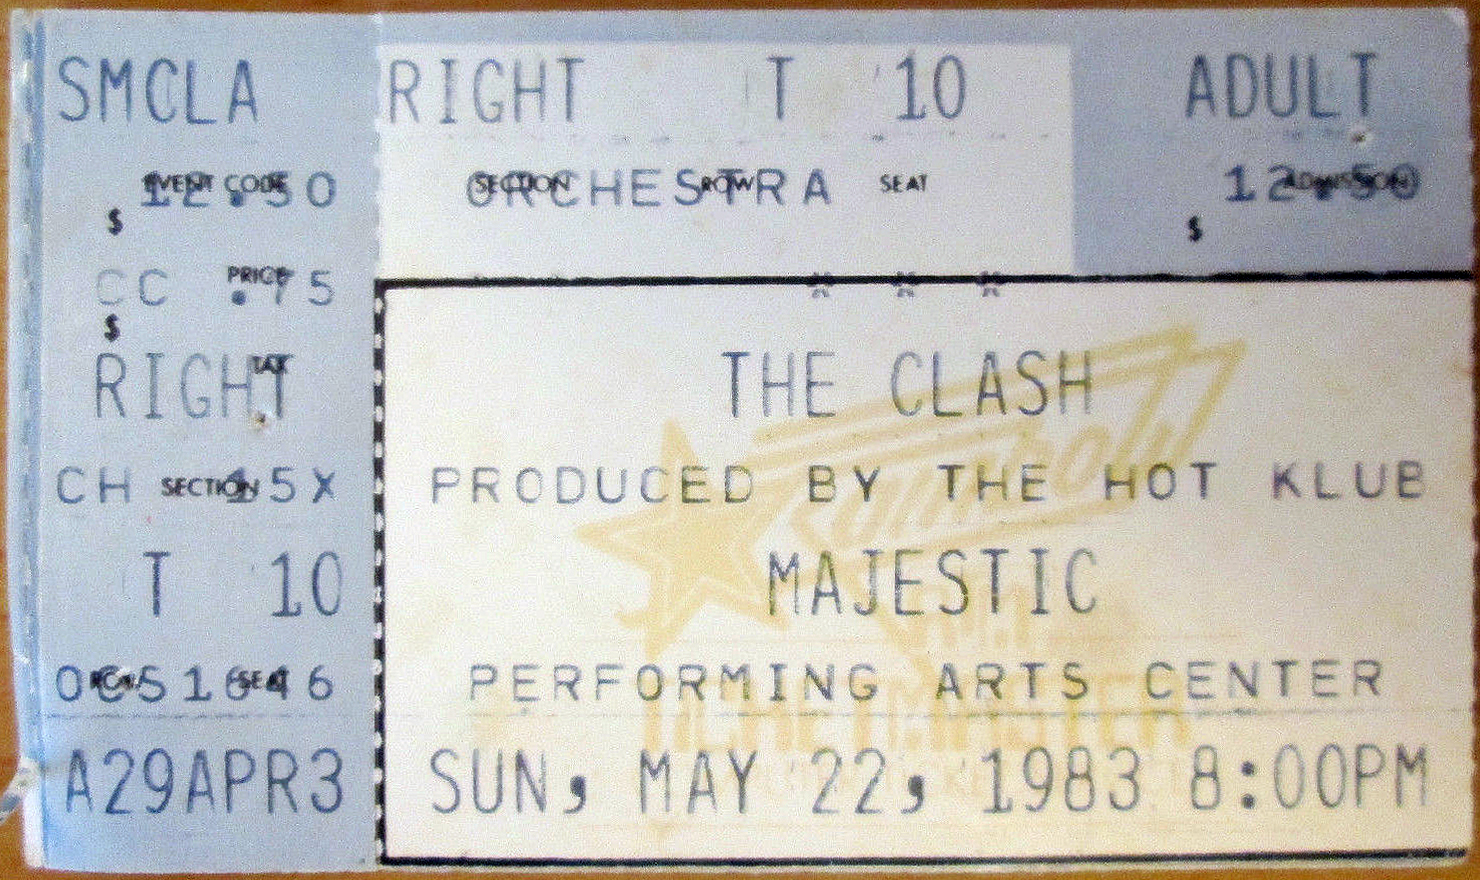 SMCLA RIGHT T 10 ADULT
EVENT CODE SECTION ROW SEAT ADMISSION
12.50 ORCHESTRA 12.50
$ $
CC PRICE .75
$
TAX
RIGHT
CH SECTION 15X
T 10
ROW SEAT
A29APR3
* * *
THE CLASH
PRODUCED BY THE HOT KLUB
MAJESTIC
PERFORMING ARTS CENTER
SUN, MAY 22, 1983 8:00PM
TICKETMASTER